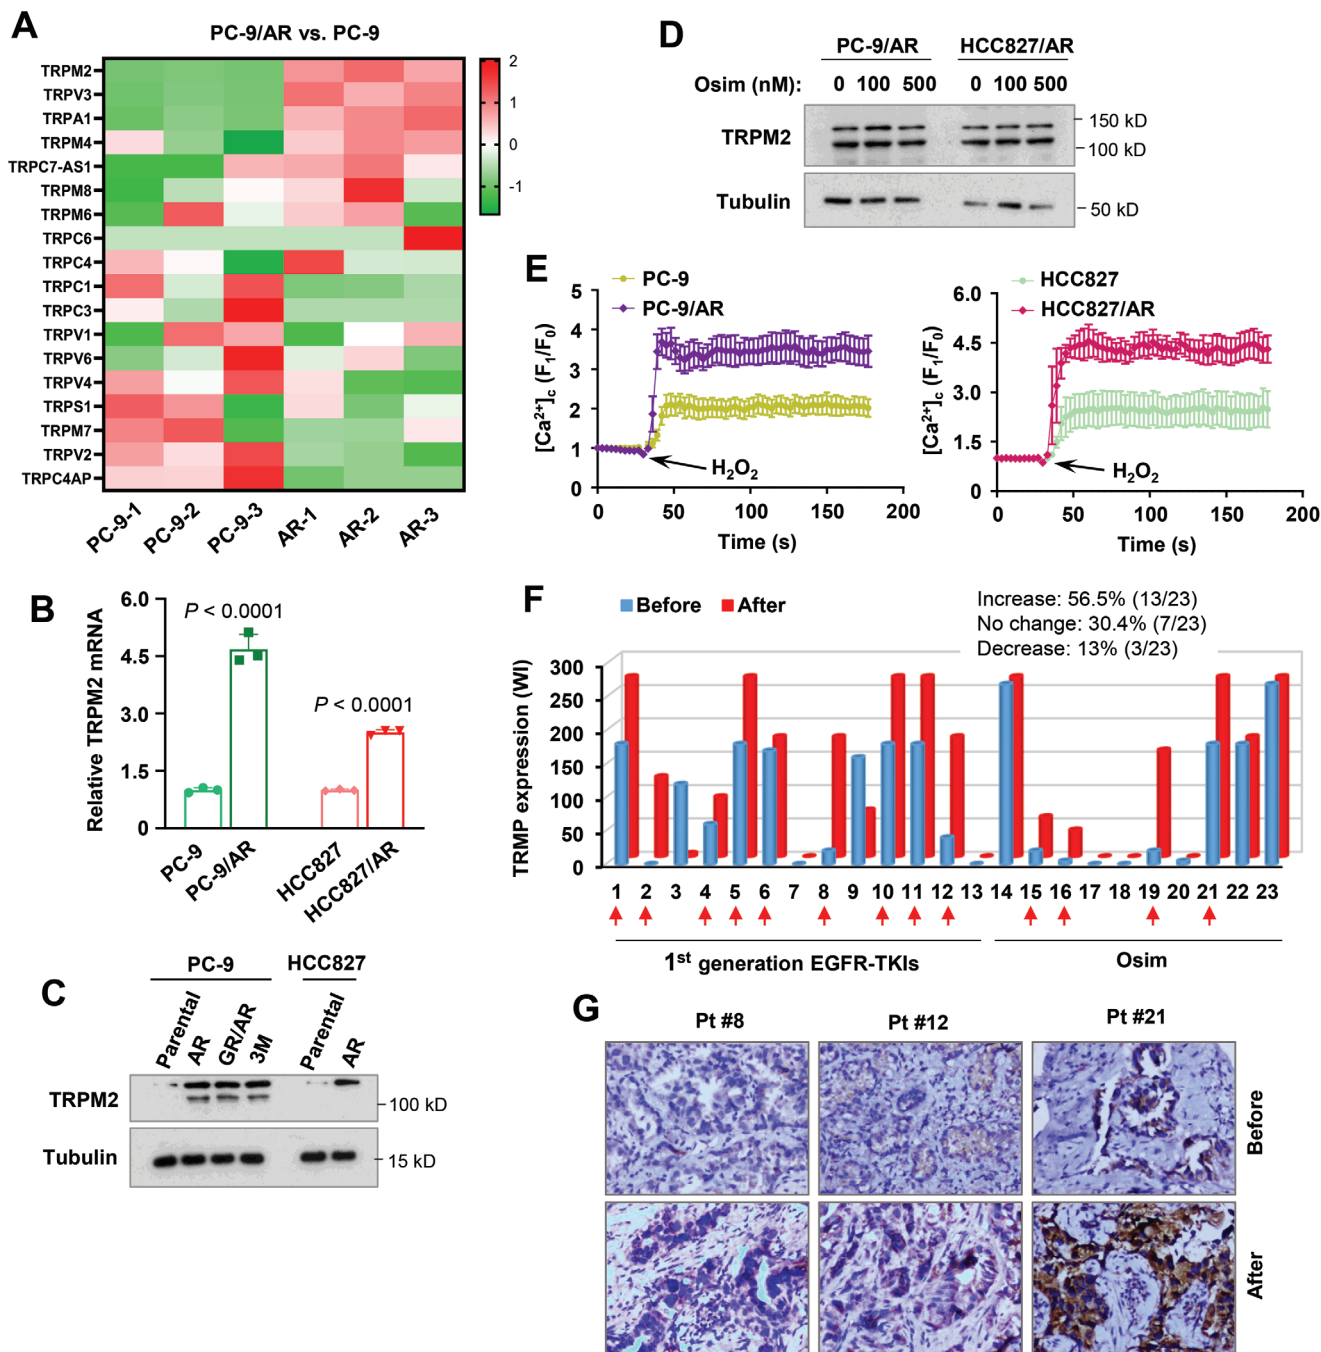 A
PC-9/AR vs. PC-9
TRPM2
TRPV3
TRPA1
TRPM4
TRPC7-AS1
TRPM8
TRPM6
TRPC6
TRPC4
TRPC1
TRPC3
TRPV1
TRPV6
TRPV4
TRPS1
TRPM7
TRPV2
TRPC4AP
2
1
0
-1
PC-9-1 PC-9-2 PC-9-3 AR-1 AR-2 AR-3
D
PC-9/AR HCC827/AR
Osim (nM): 0 100 500 0 100 500
TRPM2
150 kD
100 kD
Tubulin
50 kD
E
PC-9
PC-9/AR
[Ca²⁺]c (F₁/F₀)
5
4
3
2
1
0
H₂O₂
0 50 100 150 200
Time (s)
HCC827
HCC827/AR
[Ca²⁺]c (F₁/F₀)
6.0
4.5
3.0
1.5
0
H₂O₂
0 50 100 150 200
Time (s)
B
Relative TRPM2 mRNA
6.0
4.5
3.0
1.5
0
P < 0.0001
P < 0.0001
PC-9 PC-9/AR HCC827 HCC827/AR
F
Before After
Increase: 56.5% (13/23)
No change: 30.4% (7/23)
Decrease: 13% (3/23)
TRMP expression (WI)
300
250
200
150
100
50
0
1 2 3 4 5 6 7 8 9 10 11 12 13 14 15 16 17 18 19 20 21 22 23
1st generation EGFR-TKIs Osim
C
PC-9 HCC827
Parental AR GR/AR 3M Parental AR
TRPM2
100 kD
Tubulin
15 kD
G
Pt #8 Pt #12 Pt #21
Before
After